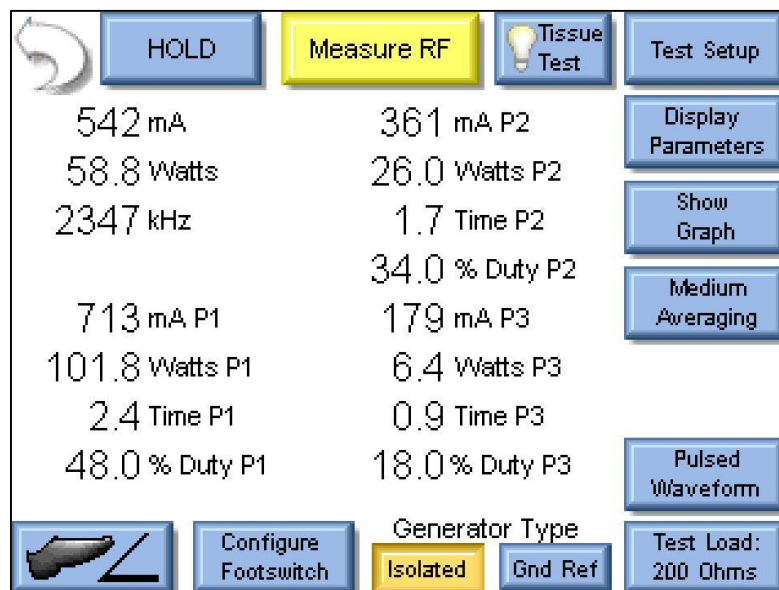 HOLD
Measure RF
Tissue
Test
Test Setup
542 mA
58.8 Watts
2347 kHz
361 mA P2
26.0 Watts P2
1.7 Time P2
34.0 % Duty P2
713 mA P1
101.8 Watts P1
2.4 Time P1
48.0 % Duty P1
179 mA P3
6.4 Watts P3
0.9 Time P3
18.0 % Duty P3
Display
Parameters
Show
Graph
Medium
Averaging
Pulsed
Waveform
Configure
Footswitch
Generator Type
Isolated
Gnd Ref
Test Load:
200 Ohms